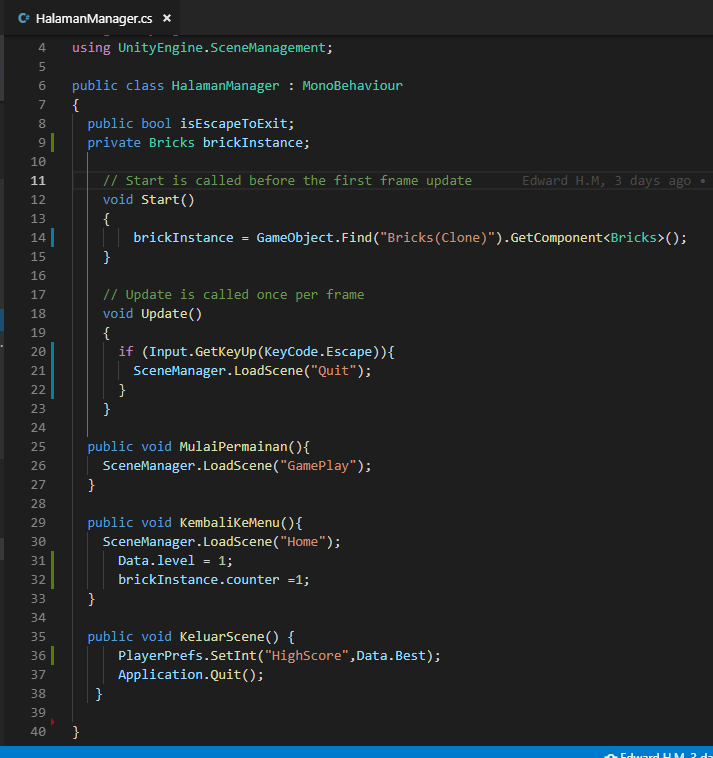 HalamanManager.cs ×
4 using UnityEngine.SceneManagement;
5
6 public class HalamanManager : MonoBehaviour
7 {
8 public bool isEscapeToExit;
9 private Bricks brickInstance;
10
11 // Start is called before the first frame update Edward H.M, 3 days ago •
12 void Start()
13 {
14 brickInstance = GameObject.Find("Bricks(Clone)").GetComponent<Bricks>();
15 }
16
17 // Update is called once per frame
18 void Update()
19 {
20 if (Input.GetKeyUp(KeyCode.Escape)){
21 SceneManager.LoadScene("Quit");
22 }
23 }
24
25 public void MulaiPermainan(){
26 SceneManager.LoadScene("GamePlay");
27 }
28
29 public void KembaliKeMenu(){
30 SceneManager.LoadScene("Home");
31 Data.level = 1;
32 brickInstance.counter =1;
33 }
34
35 public void KeluarScene() {
36 PlayerPrefs.SetInt("HighScore",Data.Best);
37 Application.Quit();
38 }
39
40 }
Edward H.M, 3 da